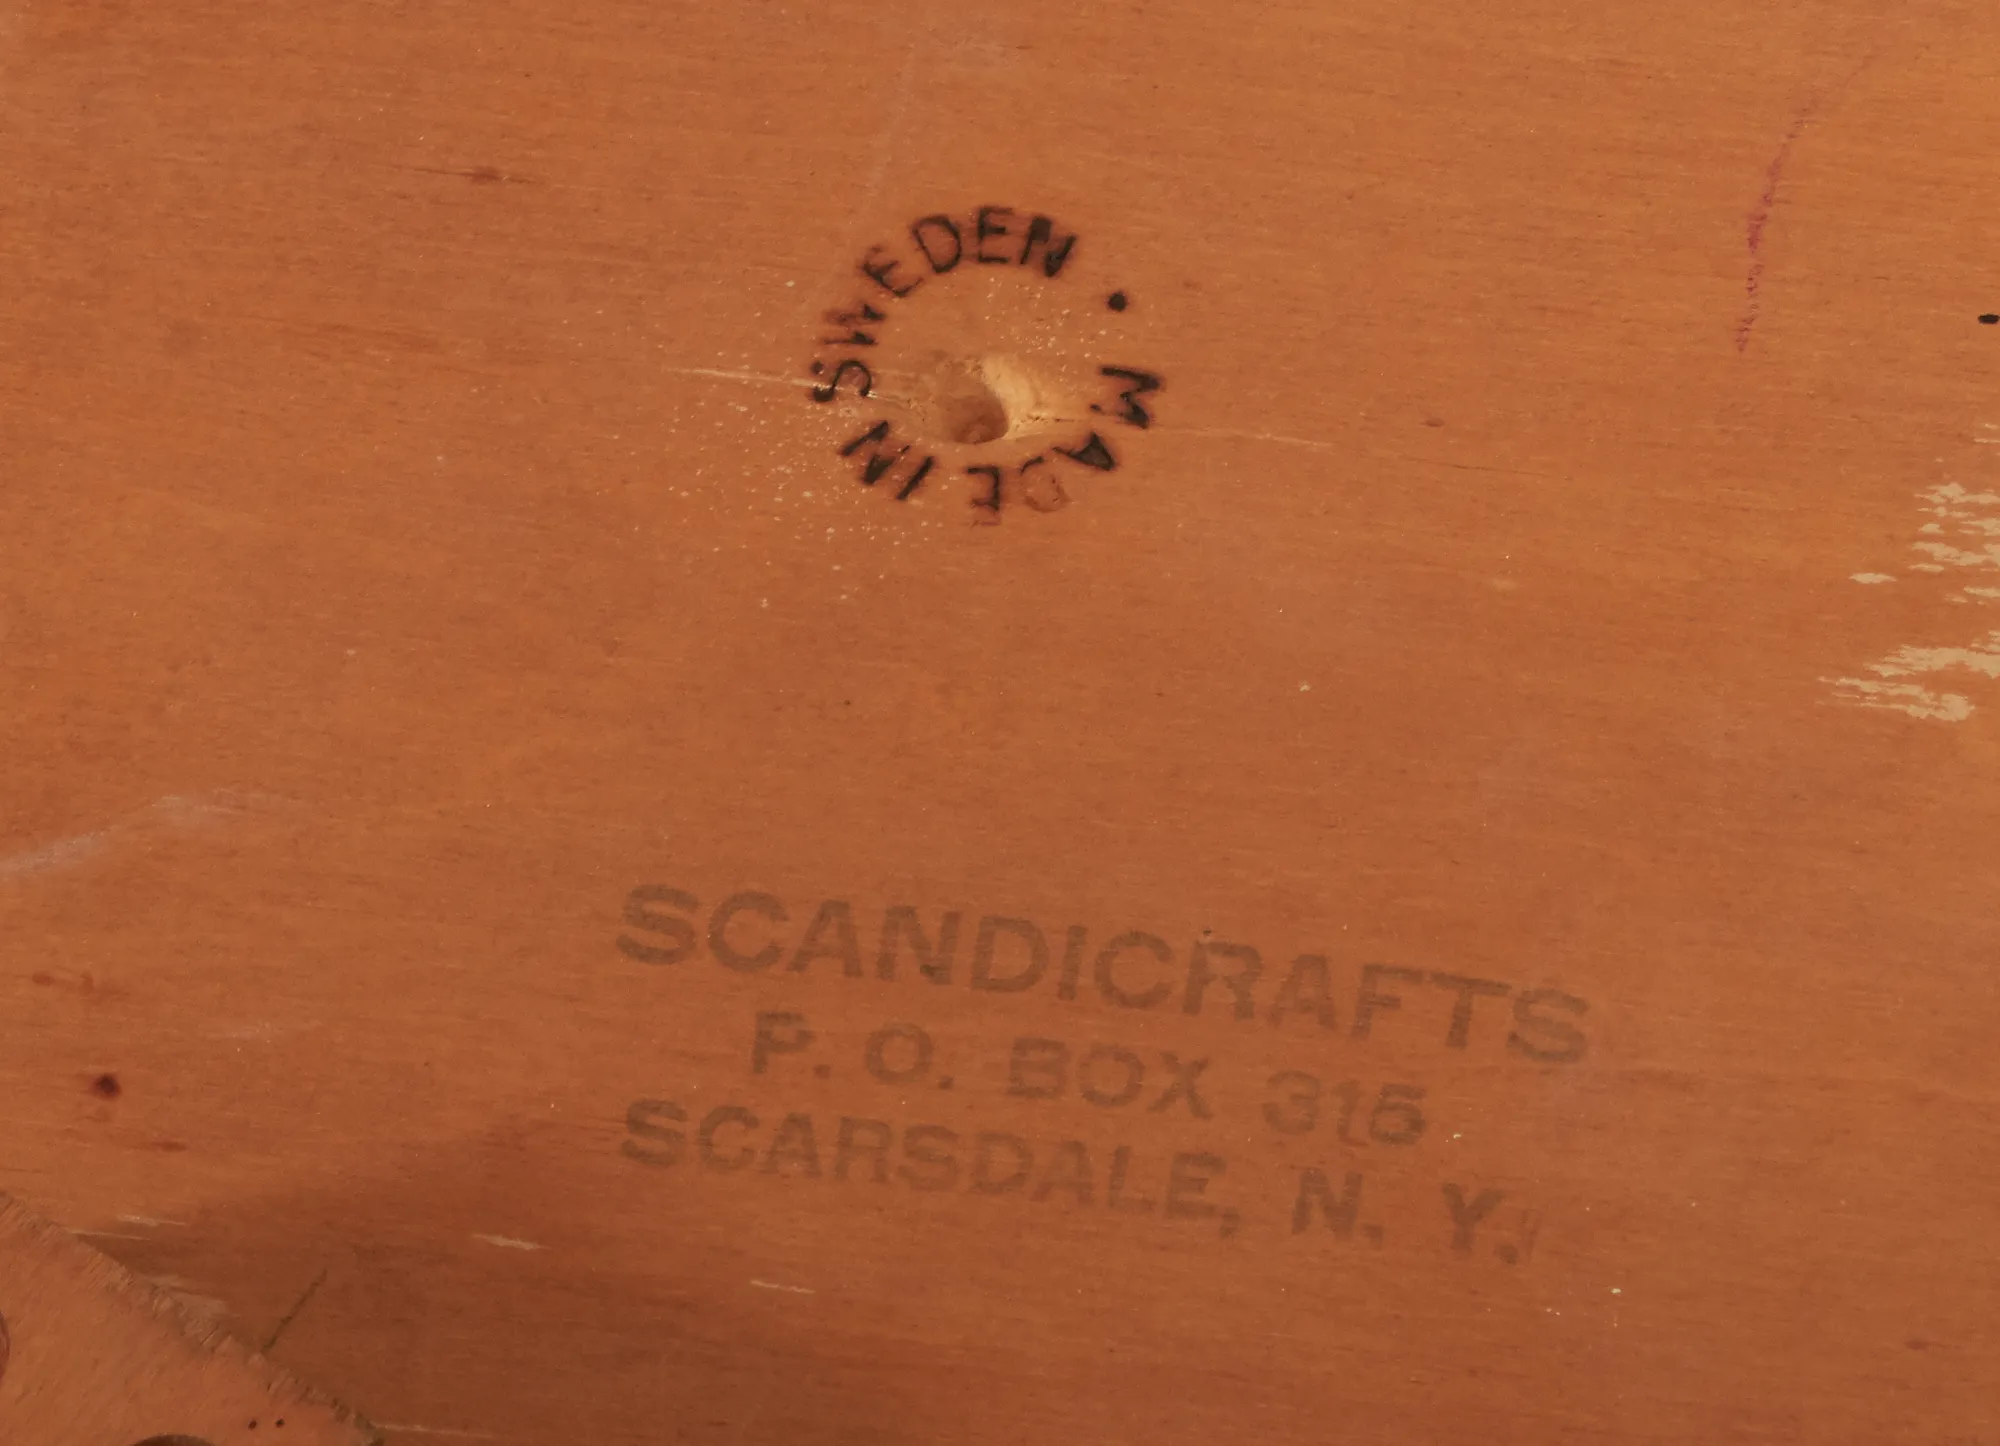 MADE IN SWEDEN •
SCANDICRAFTS
P. O. BOX 315
SCARSDALE, N. Y.